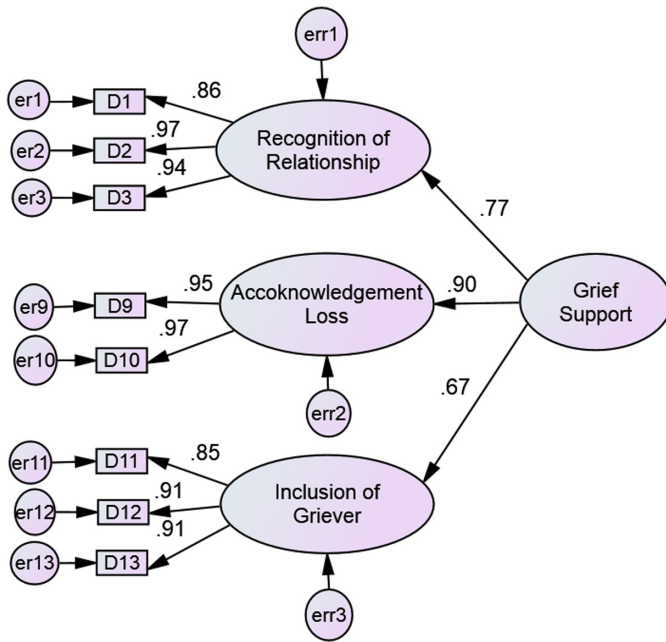 err1
er1
D1
.86
er2
D2
.97
er3
D3
.94
Recognition of
Relationship
.77
er9
D9
.95
er10
D10
.97
Accoknowledgement
Loss
.90
Grief
Support
err2
.67
er11
D11
.85
er12
D12
.91
er13
D13
.91
Inclusion of
Griever
err3